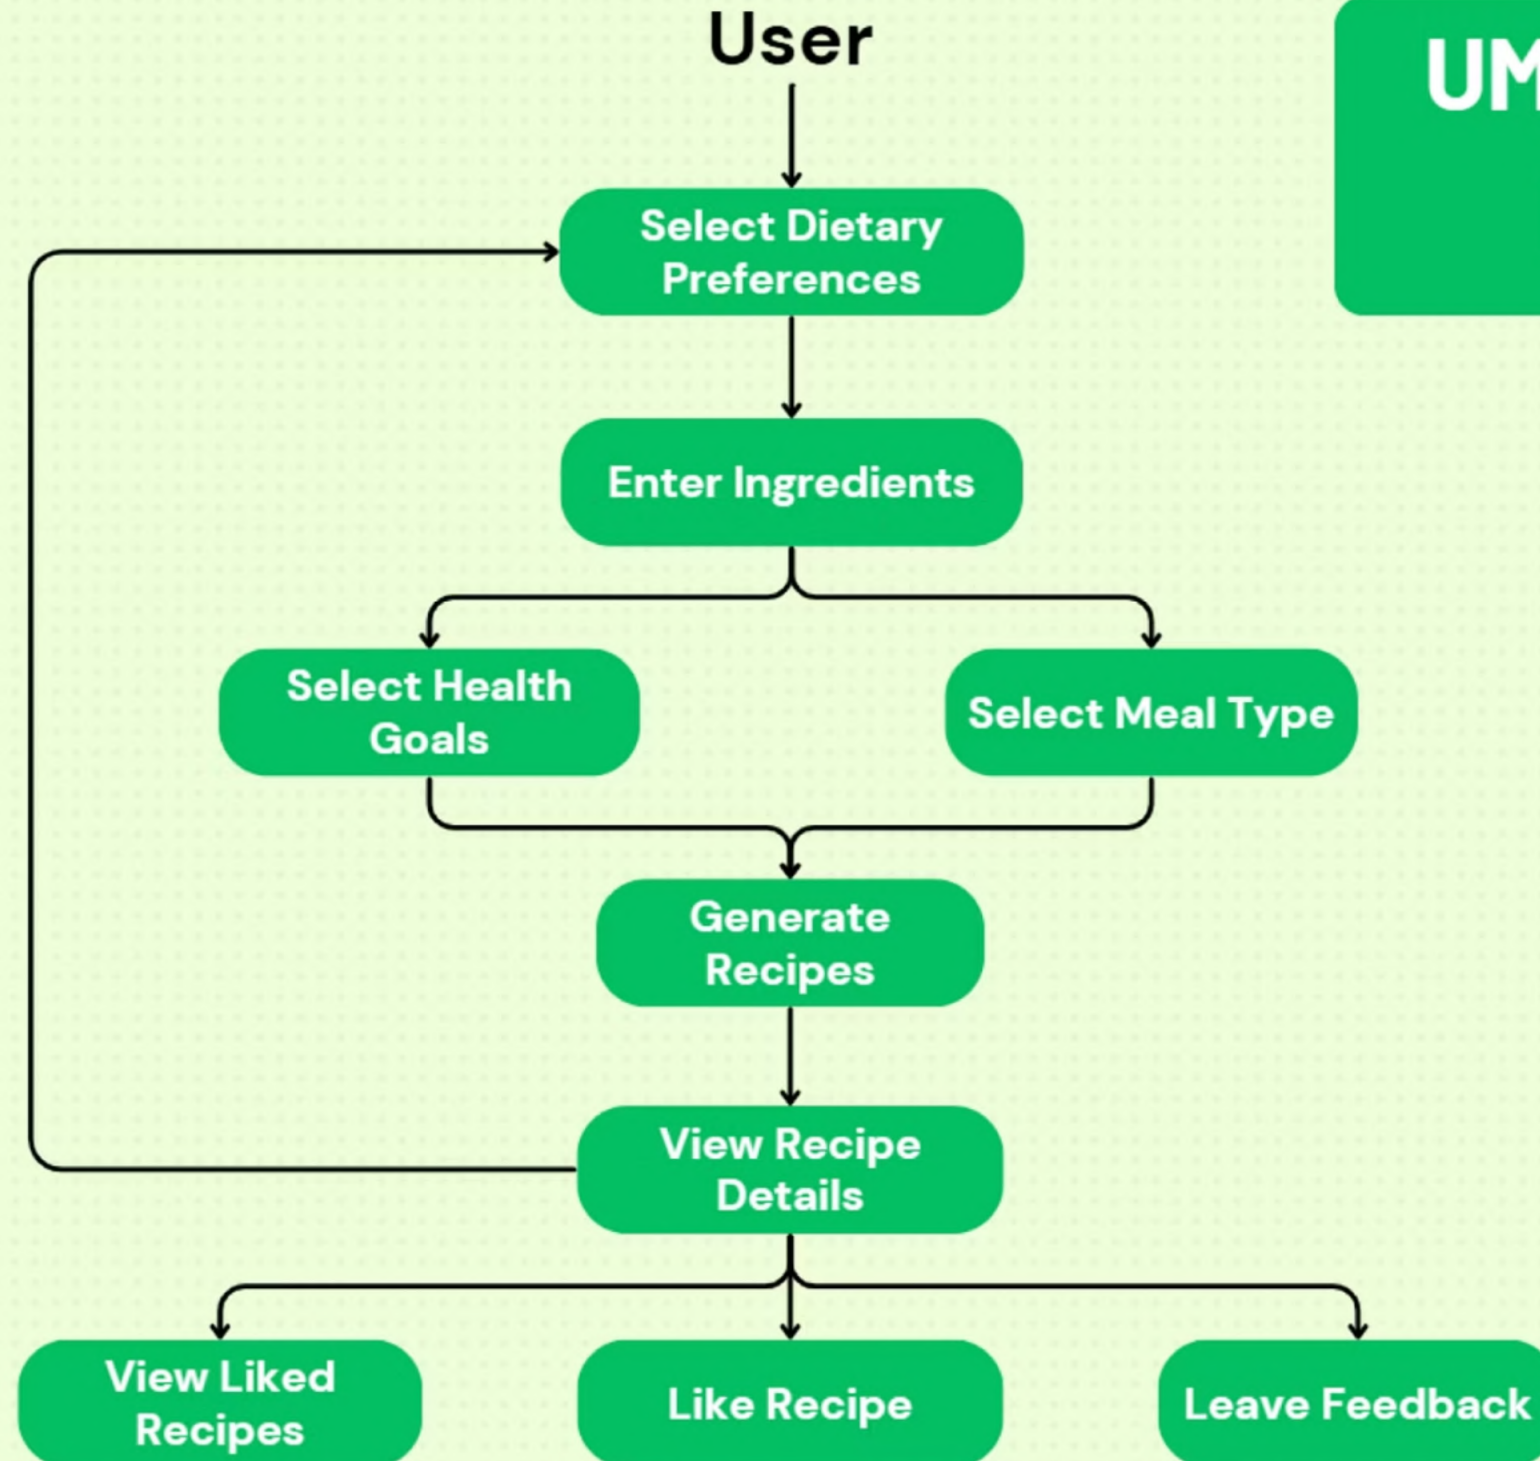 User
UM
Select Dietary
Preferences
Enter Ingredients
Select Health
Goals
Select Meal Type
Generate
Recipes
View Recipe
Details
View Liked
Recipes
Like Recipe
Leave Feedback